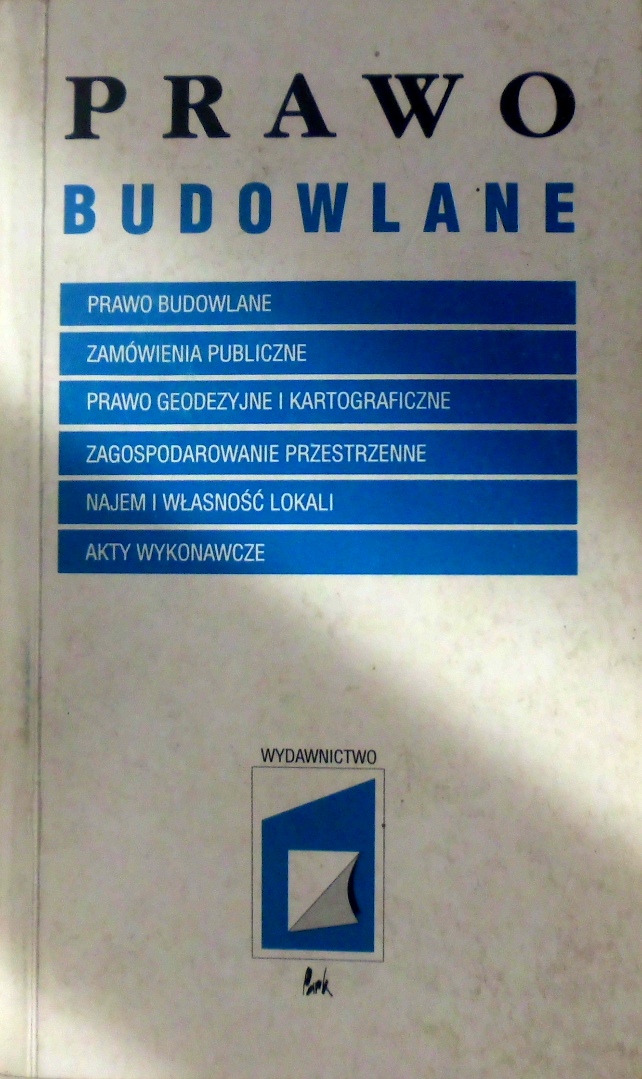 PRAWO
BUDOWLANE
PRAWO BUDOWLANE
ZAMÓWIENIA PUBLICZNE
PRAWO GEODEZYJNE I KARTOGRAFICZNE
ZAGOSPODAROWANIE PRZESTRZENNE
NAJEM I WŁASNOŚĆ LOKALI
AKTY WYKONAWCZE
WYDAWNICTWO
Park